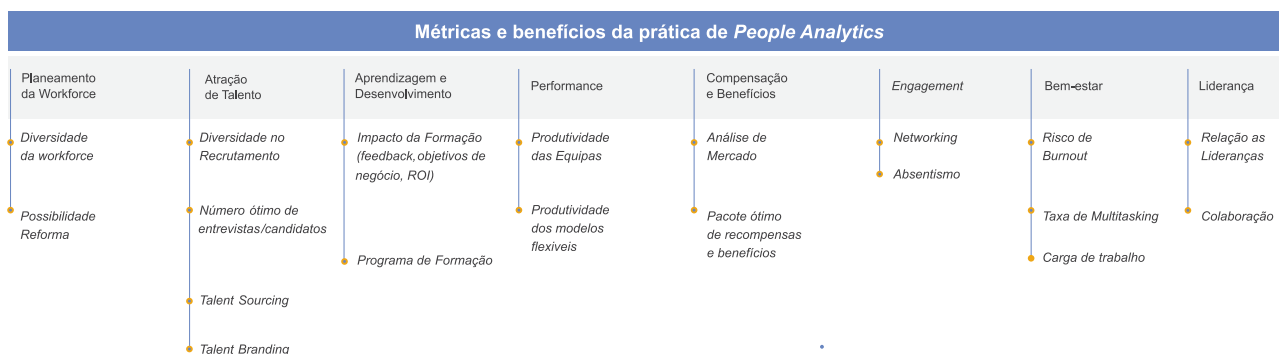 Métricas e benefícios da prática de People Analytics
Planeamento
da Workforce
Diversidade
da workforce
Possibilidade
Reforma
Atração
de Talento
Diversidade no
Recrutamento
Número ótimo de
entrevistas/candidatos
Talent Sourcing
Talent Branding
Aprendizagem e
Desenvolvimento
Impacto da Formação
(feedback, objetivos de
negócio, ROI)
Programa de Formação
Performance
Produtividade
das Equipas
Produtividade
dos modelos
flexiveis
Compensação
e Benefícios
Análise de
Mercado
Pacote ótimo
de recompensas
e benefícios
Engagement
Networking
Absentismo
Bem-estar
Risco de
Burnout
Taxa de Multitasking
Carga de trabalho
Liderança
Relação as
Lideranças
Colaboração